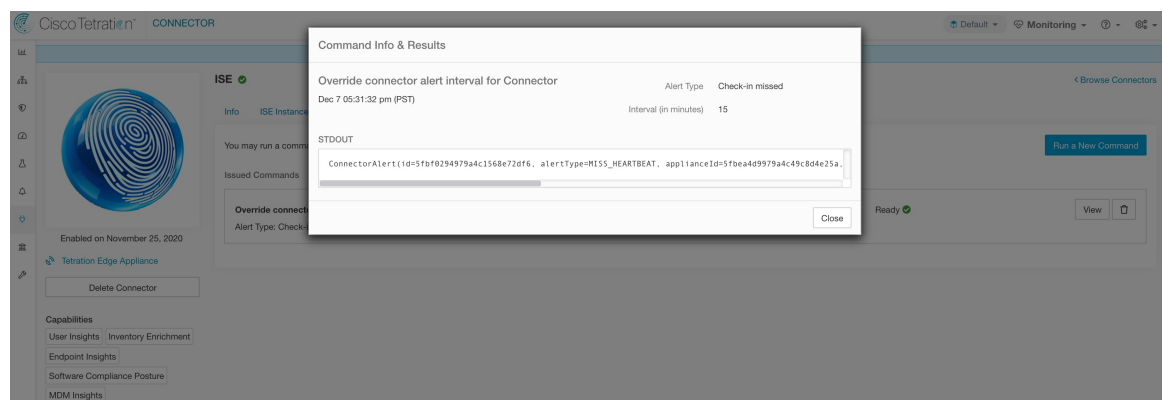 Cisco Tetration™ CONNECTOR
Default Monitoring
Command Info & Results
Override connector alert interval for Connector
Dec 7 05:31:32 pm (PST)
Alert Type Check-in missed
Interval (in minutes) 15
STDOUT
ConnectorAlert(id=5fbf0294979a4c1568e72df6, alertType=MISS_HEARTBEAT, applianceId=5fbea4d9979a4c49c8d4e25a,
Close
ISE
< Browse Connectors
Info ISE Instance
You may run a comma
Run a New Command
Issued Commands
Override connect
Alert Type: Check-
Ready
View
Enabled on November 25, 2020
Tetration Edge Appliance
Delete Connector
Capabilities
User Insights Inventory Enrichment
Endpoint Insights
Software Compliance Posture
MDM Insights